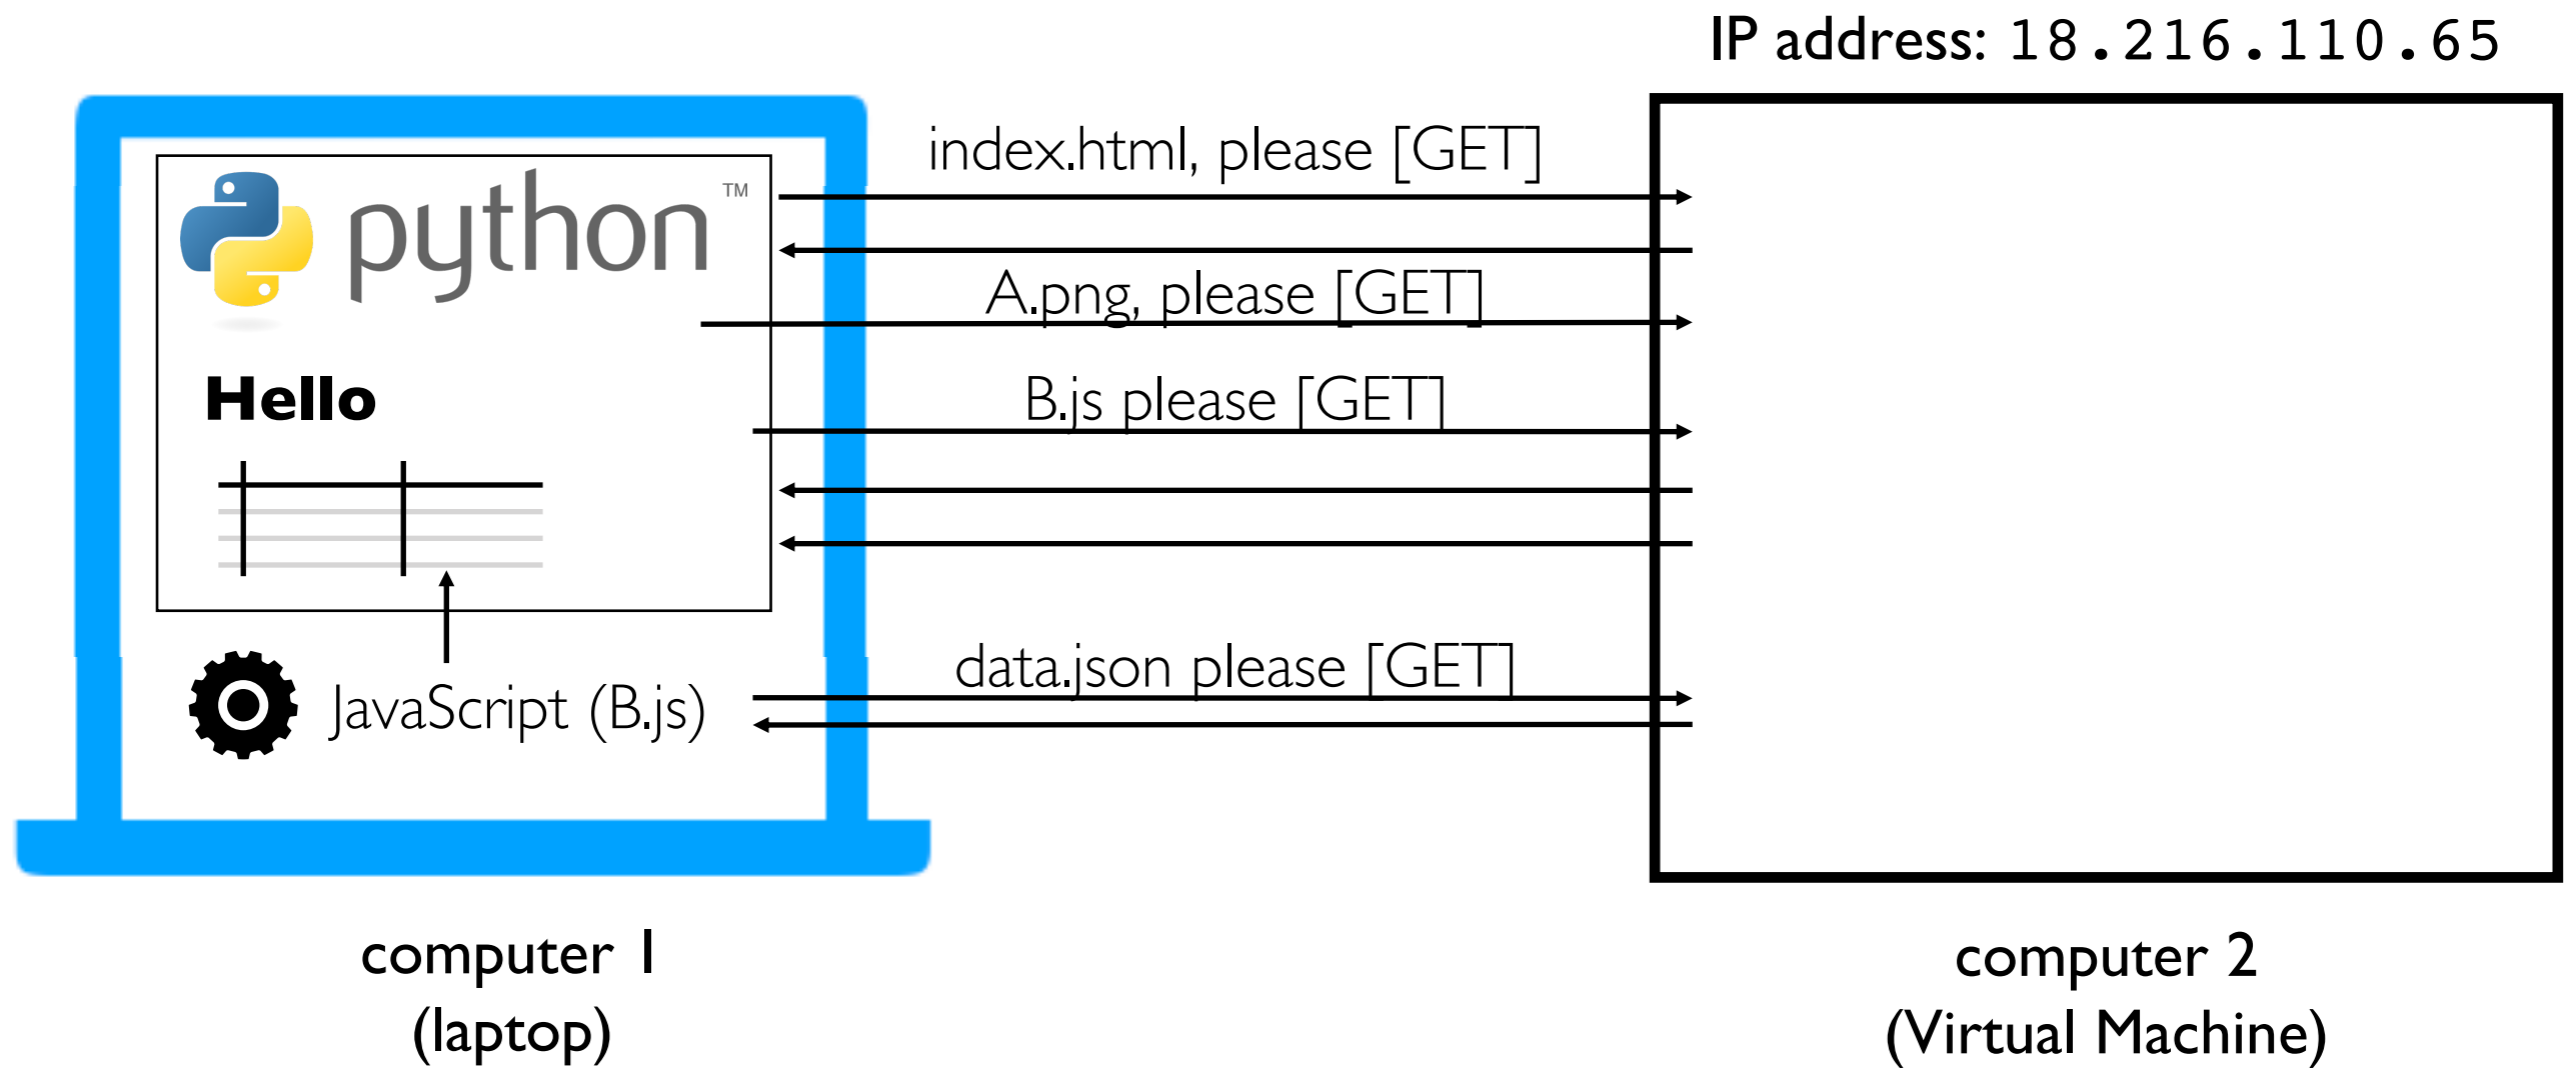 IP address: 18.216.110.65
index.html, please [GET]
python™
A.png, please [GET]
Hello
B.js please [GET]
data.json please [GET]
JavaScript (B.js)
computer 1
(laptop)
computer 2
(Virtual Machine)